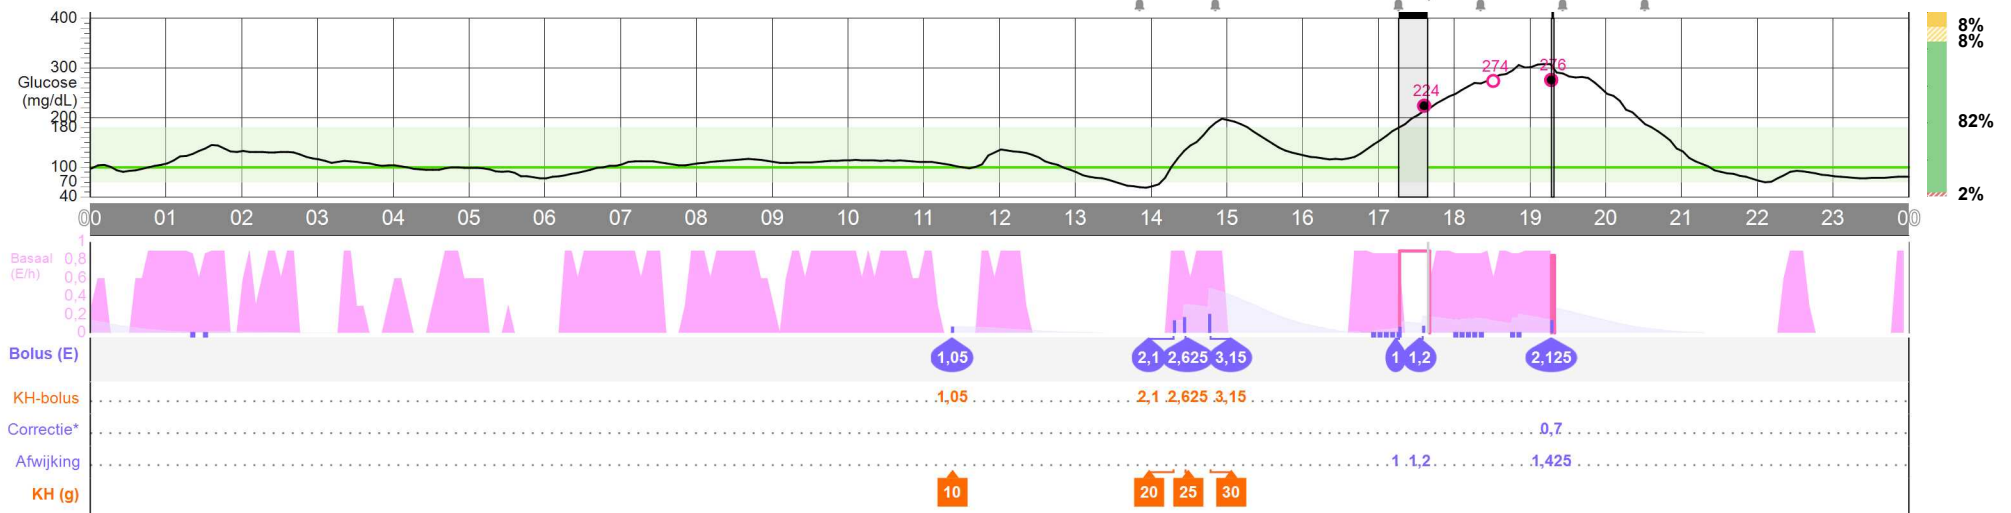 400
300
Glucose
(mg/dL)
200
180
100
70
40
224
274
276
8%
8%
82%
2%
00 01 02 03 04 05 06 07 08 09 10 11 12 13 14 15 16 17 18 19 20 21 22 23 00
Basaal
(E/h)
1
0,8
0,6
0,4
0,2
0
Bolus (E) 1,05 2,1 2,625 3,15 1 1,2 2,125
KH-bolus 1,05 2,1 2,625 3,15
Correctie* 0,7
Afwijking 1 1,2 1,425
KH (g) 10 20 25 30